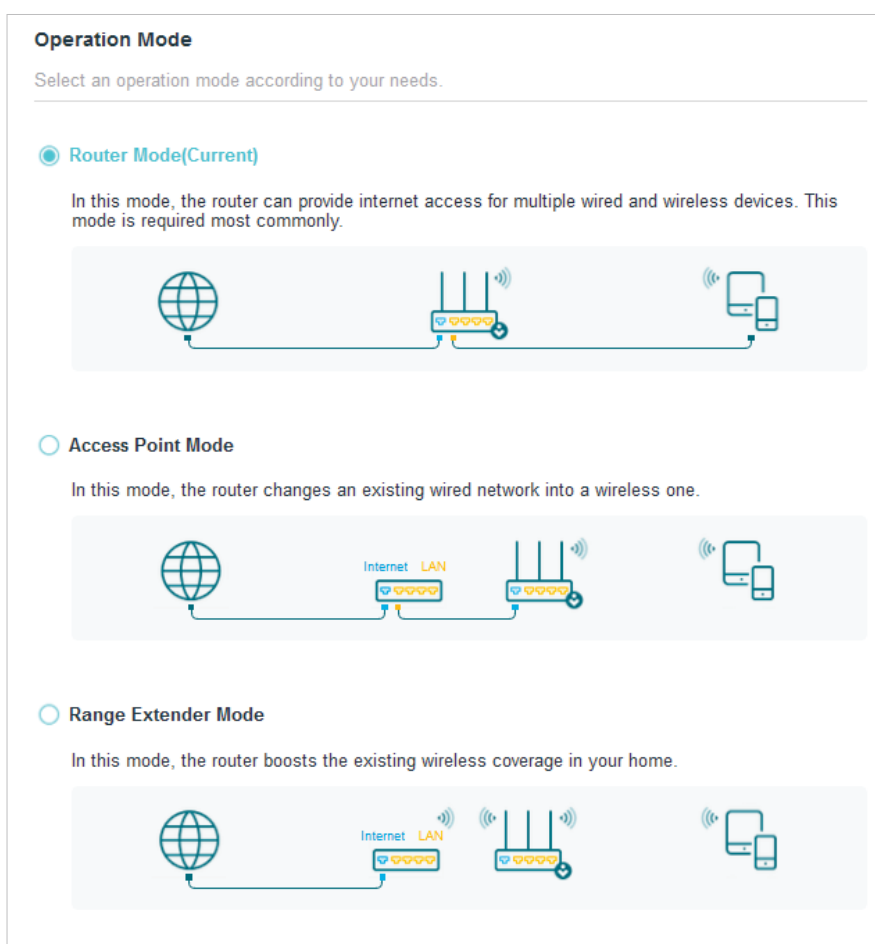 Operation Mode
Select an operation mode according to your needs.
Router Mode(Current)
In this mode, the router can provide internet access for multiple wired and wireless devices. This
mode is required most commonly.
Access Point Mode
In this mode, the router changes an existing wired network into a wireless one.
Internet LAN
Range Extender Mode
In this mode, the router boosts the existing wireless coverage in your home.
Internet LAN